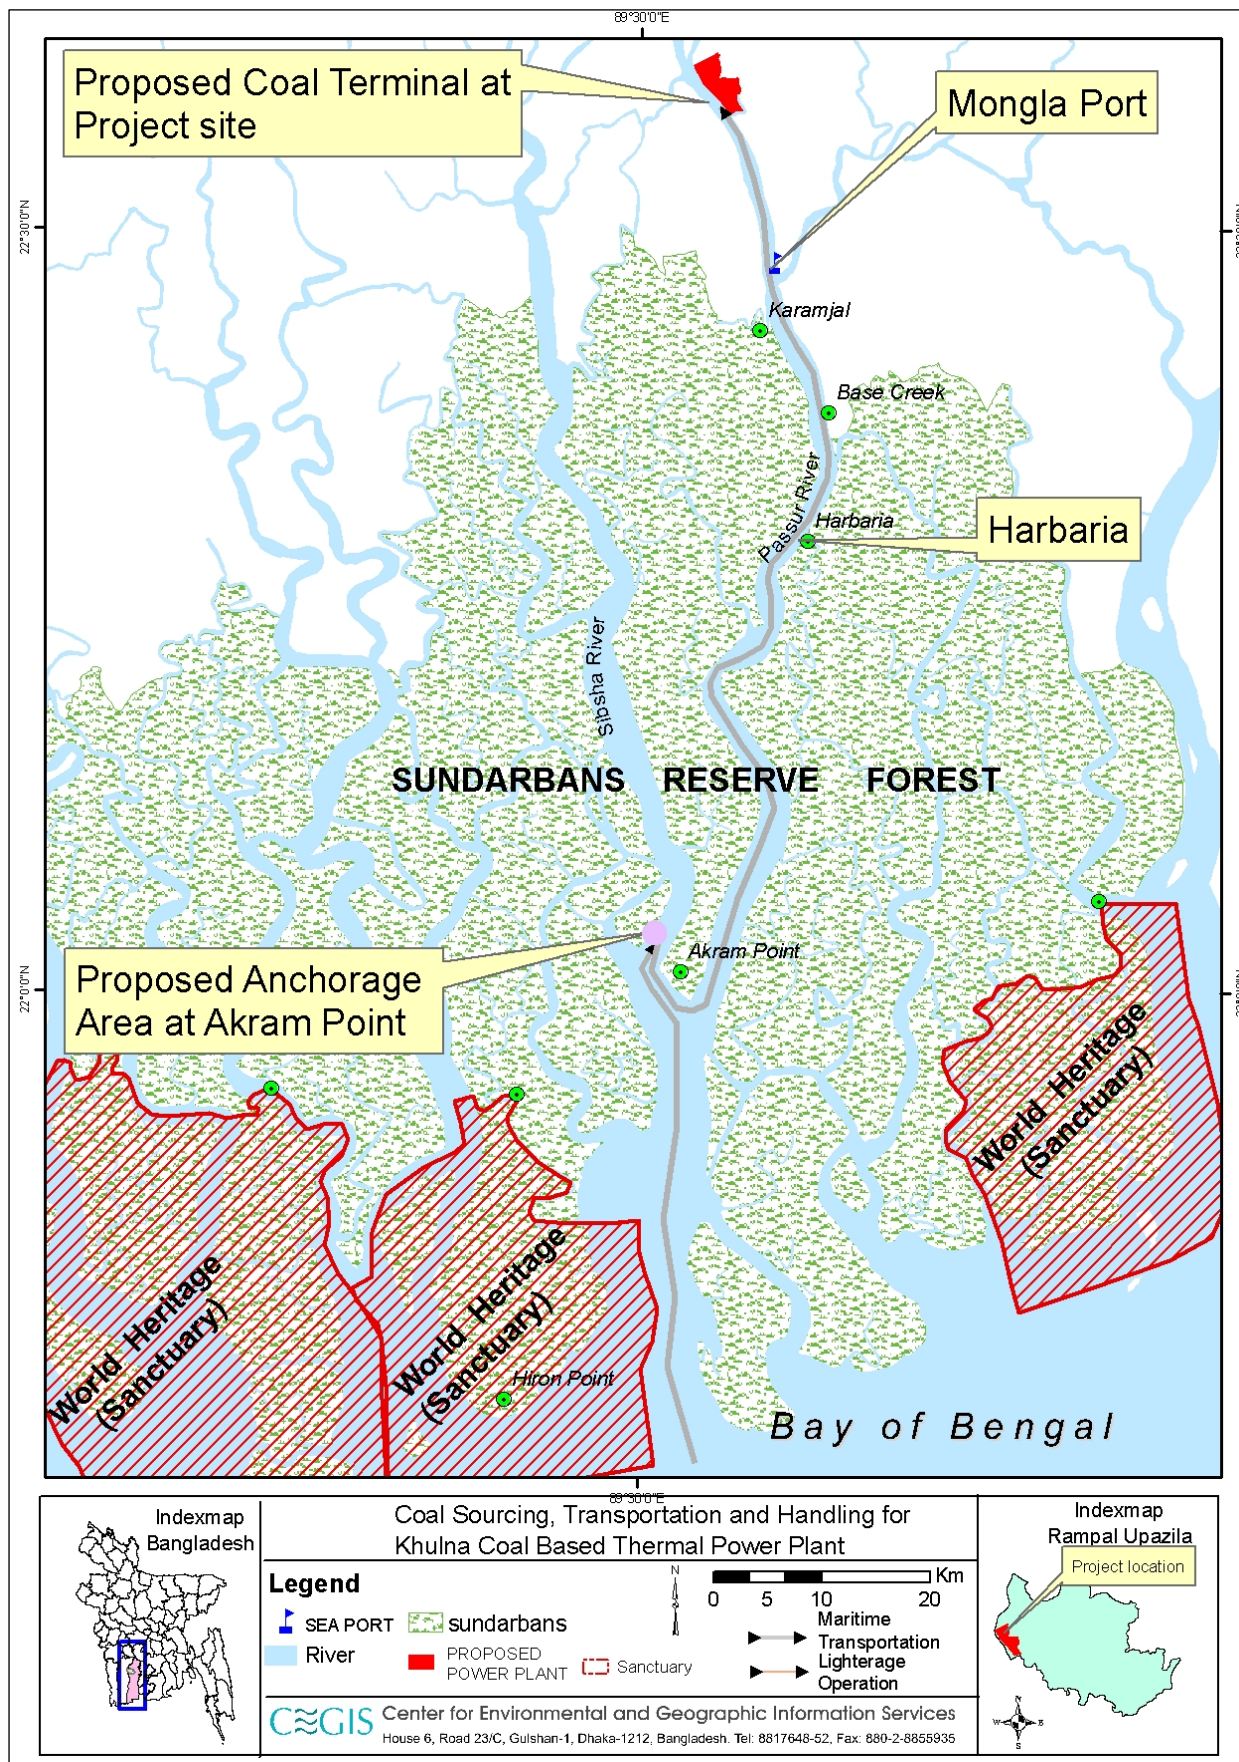 89°30'0"E
Proposed Coal Terminal at
Project site
Mongla Port
22°30'0"N
Karamjal
Base Creek
Passur River
Harbaria
Harbaria
Sibsha River
SUNDARBANS RESERVE FOREST
Akram Point
Proposed Anchorage
Area at Akram Point
22°0'0"N
World Heritage
(Sanctuary)
World Heritage
(Sanctuary)
World Heritage
(Sanctuary)
Hiron Point
Bay of Bengal
89°30'0"E
Indexmap
Bangladesh
Coal Sourcing, Transportation and Handling for
Khulna Coal Based Thermal Power Plant
Legend
SEA PORT
sundarbans
River
PROPOSED
POWER PLANT
Sanctuary
N
Km
0 5 10 20
Maritime
Transportation
Lighterage
Operation
CEGIS Center for Environmental and Geographic Information Services
House 6, Road 23/C, Gulshan-1, Dhaka-1212, Bangladesh. Tel: 8817648-52, Fax: 880-2-8855935
Indexmap
Rampal Upazila
Project location
N
W E
S